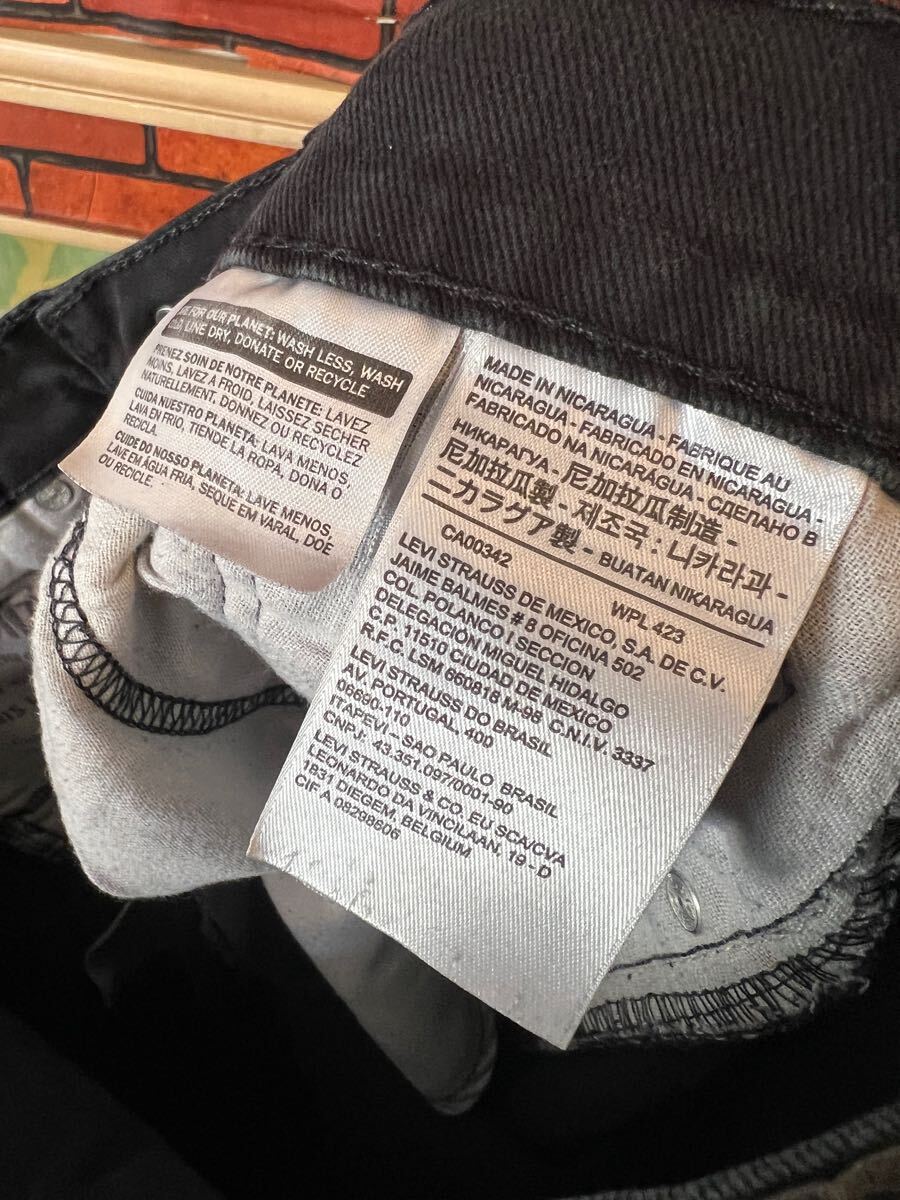 FOR OUR PLANET: WASH LESS, WASH
LINE DRY, DONATE OR RECYCLE
PRENEZ SOIN DE NOTRE PLANETE: LAVEZ
MOINS, LAVEZ A FROID, LAISSEZ SECHER
NATURELLEMENT, DONNEZ OU RECYCLEZ
CUIDA NUESTRO PLANETA: LAVA MENOS,
LAVA EN FRIO, TIENDE LA ROPA, DONA O
RECICLA.
CUIDE DO NOSSO PLANETA: LAVE MENOS,
LAVE EM ÁGUA FRIA, SEQUE EM VARAL, DOE
OU RECICLE.
MADE IN NICARAGUA - FABRIQUE AU
NICARAGUA - FABRICADO EN NICARAGUA -
FABRICADO NA NICARAGUA - СДЕЛАНО В
НИКАРАГУА - 尼加拉瓜制造 -
尼加拉瓜製 - 제조국 : 니카라과 -
ニカラグア製 - BUATAN NIKARAGUA
CA00342 WPL 423
LEVI STRAUSS DE MEXICO, S.A. DE C.V.
JAIME BALMES # 8 OFICINA 502
COL. POLANCO I SECCION
DELEGACIÓN MIGUEL HIDALGO
C.P. 11510 CIUDAD DE MEXICO
R.F.C. LSM 660818 M-98 C.N.I.V. 3337
LEVI STRAUSS DO BRASIL
AV. PORTUGAL, 400
06690-110
ITAPEVI – SAO PAULO BRASIL
CNPJ: 43.351.097/0001-90
LEVI STRAUSS & CO. EU SCA/CVA
LEONARDO DA VINCILAAN, 19 - D
1831 DIEGEM, BELGIUM
CIF A 08298606